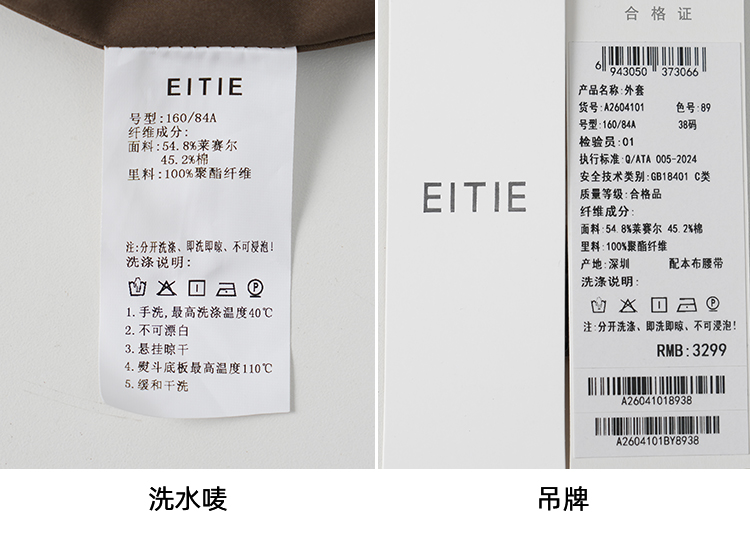 EITIE
号型:160/84A
纤维成分:
面料:54.8%莱赛尔
45.2%棉
里料:100%聚酯纤维
注:分开洗涤、即洗即晾、不可浸泡!
洗涤说明:
1.手洗,最高洗涤温度40℃
2.不可漂白
3.悬挂晾干
4.熨斗底板最高温度110℃
5.缓和干洗
洗水唛
EITIE
合格证
6 943050 373066
产品名称:外套
货号:A2604101 色号:89
号型:160/84A 38码
检验员:01
执行标准:Q/ATA 005-2024
安全技术类别:GB18401 C类
质量等级:合格品
纤维成分:
面料:54.8%莱赛尔 45.2%棉
里料:100%聚酯纤维
产地:深圳 配本布腰带
洗涤说明:
注:分开洗涤、即洗即晾、不可浸泡!
RMB:3299
A26041018938
A2604101BY8938
吊牌